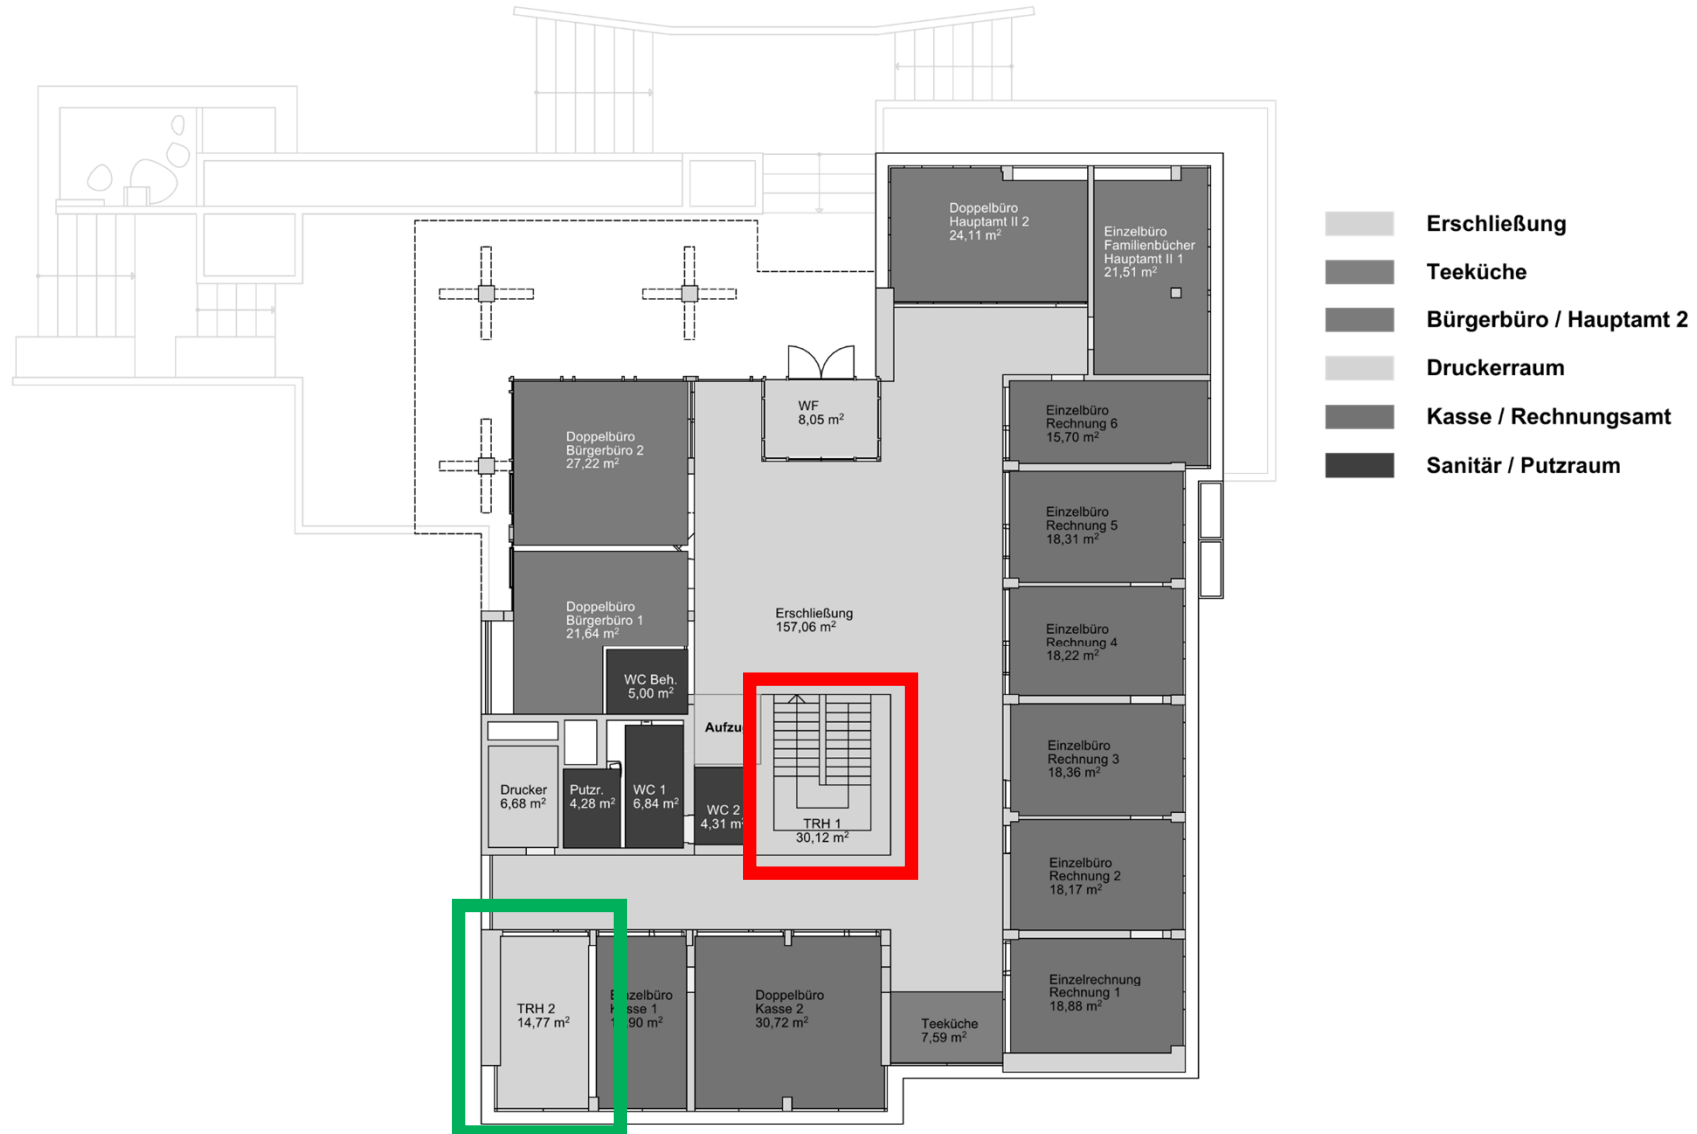 Doppelbüro
Hauptamt II 2
24,11 m²
Einzelbüro
Familienbücher
Hauptamt II 1
21,51 m²
Erschließung
Teeküche
Bürgerbüro / Hauptamt 2
Druckerraum
Kasse / Rechnungsamt
Sanitär / Putzraum
WF
8,05 m²
Einzelbüro
Rechnung 6
15,70 m²
Doppelbüro
Bürgerbüro 2
27,22 m²
Einzelbüro
Rechnung 5
18,31 m²
Doppelbüro
Bürgerbüro 1
21,64 m²
Erschließung
157,06 m²
Einzelbüro
Rechnung 4
18,22 m²
WC Beh.
5,00 m²
Einzelbüro
Rechnung 3
18,36 m²
Drucker
6,68 m²
Putzr.
4,28 m²
WC 1
6,84 m²
WC 2
4,31 m²
TRH 1
30,12 m²
Einzelbüro
Rechnung 2
18,17 m²
TRH 2
14,77 m²
Kasse 1
Doppelbüro
Kasse 2
30,72 m²
Teeküche
7,59 m²
Einzelrechnung
Rechnung 1
18,88 m²